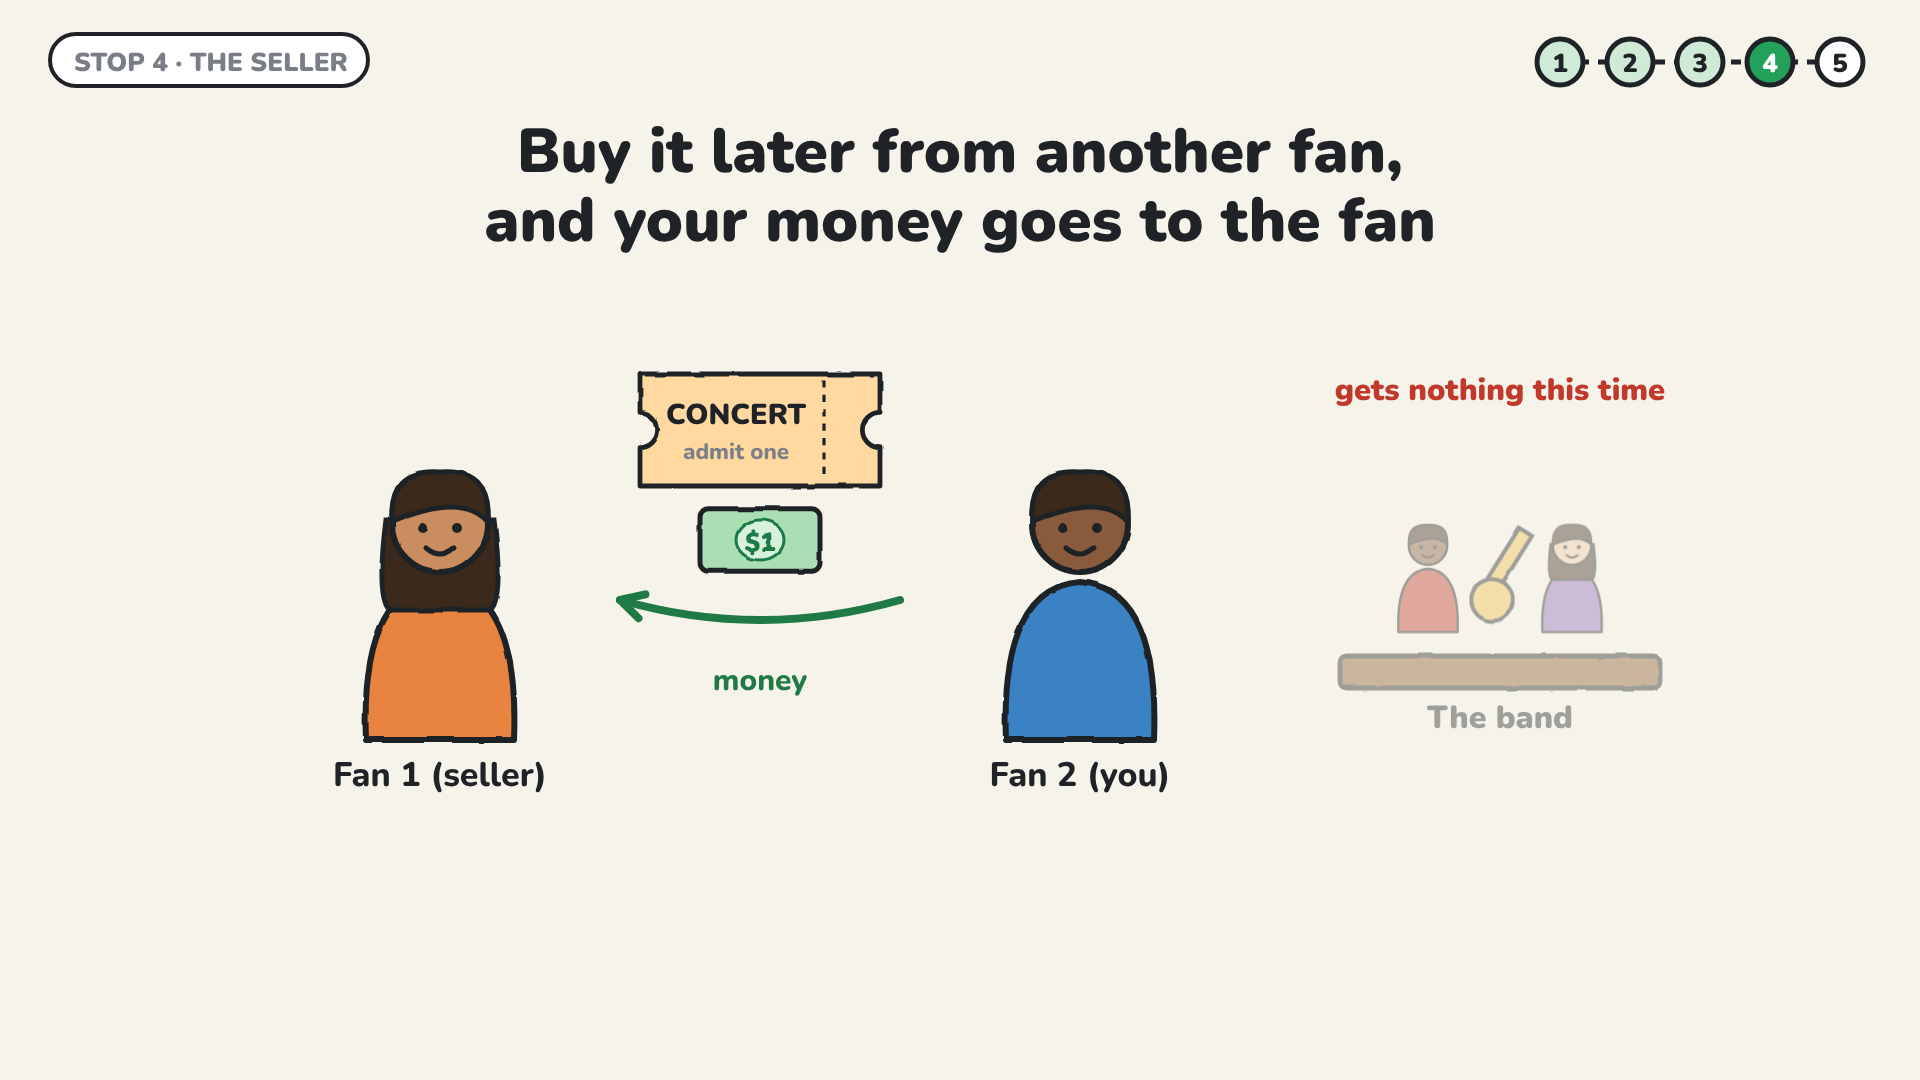 STOP 4 · THE SELLER
1 2 3 4 5
Buy it later from another fan,
and your money goes to the fan
CONCERT
admit one
$1
money
gets nothing this time
The band
Fan 1 (seller)
Fan 2 (you)